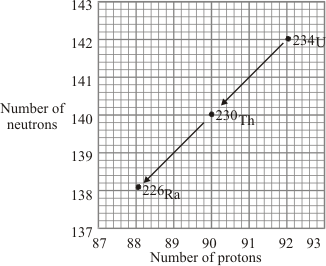 143
142
234U
141
Number of
neutrons
140
230Th
139
138
226Ra
137
87 88 89 90 91 92 93
Number of protons